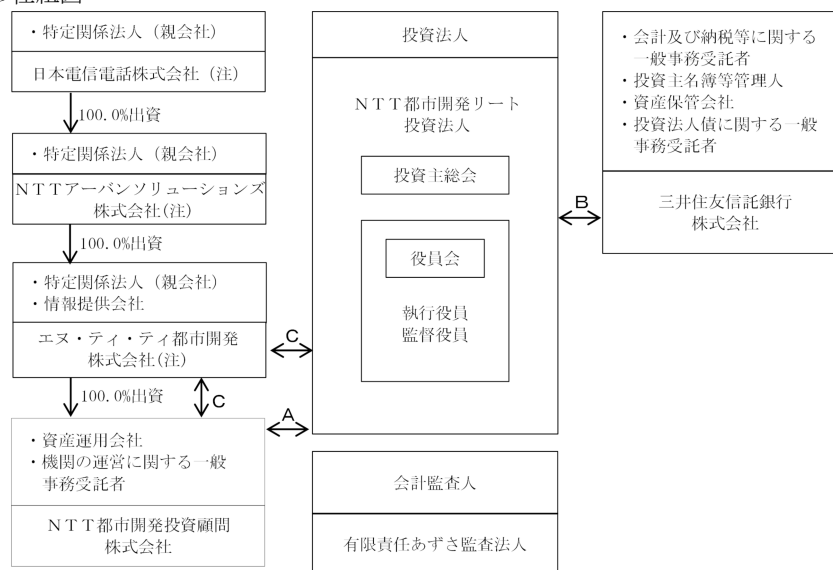 ・特定関係法人（親会社）
日本電信電話株式会社（注）
100.0%出資
・特定関係法人（親会社）
ＮＴＴアーバンソリューションズ
株式会社(注)
100.0%出資
・特定関係法人（親会社）
・情報提供会社
エヌ・ティ・ティ都市開発
株式会社(注)
100.0%出資
C
・資産運用会社
・機関の運営に関する一般
事務受託者
ＮＴＴ都市開発投資顧問
株式会社
C
A
投資法人
ＮＴＴ都市開発リート
投資法人
投資主総会
役員会
執行役員
監督役員
会計監査人
有限責任あずさ監査法人
B
・会計及び納税等に関する
一般事務受託者
・投資主名簿等管理人
・資産保管会社
・投資法人債に関する一般
事務受託者
三井住友信託銀行
株式会社